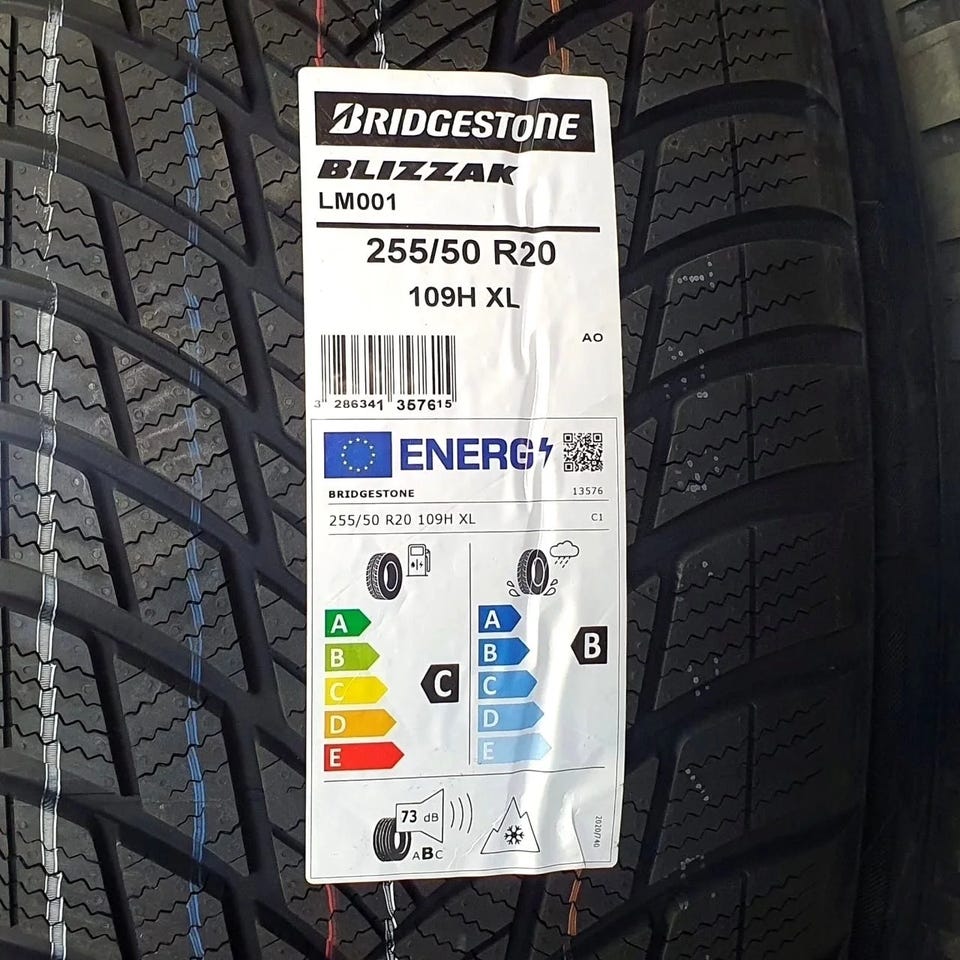 BRIDGESTONE
BLIZZAK
LM001
255/50 R20
109H XL
AO
3 286341 357615
ENERG
BRIDGESTONE 13576
255/50 R20 109H XL C1
A A
B B B
C C C
D D
E E
73 dB
ABC
2020/740